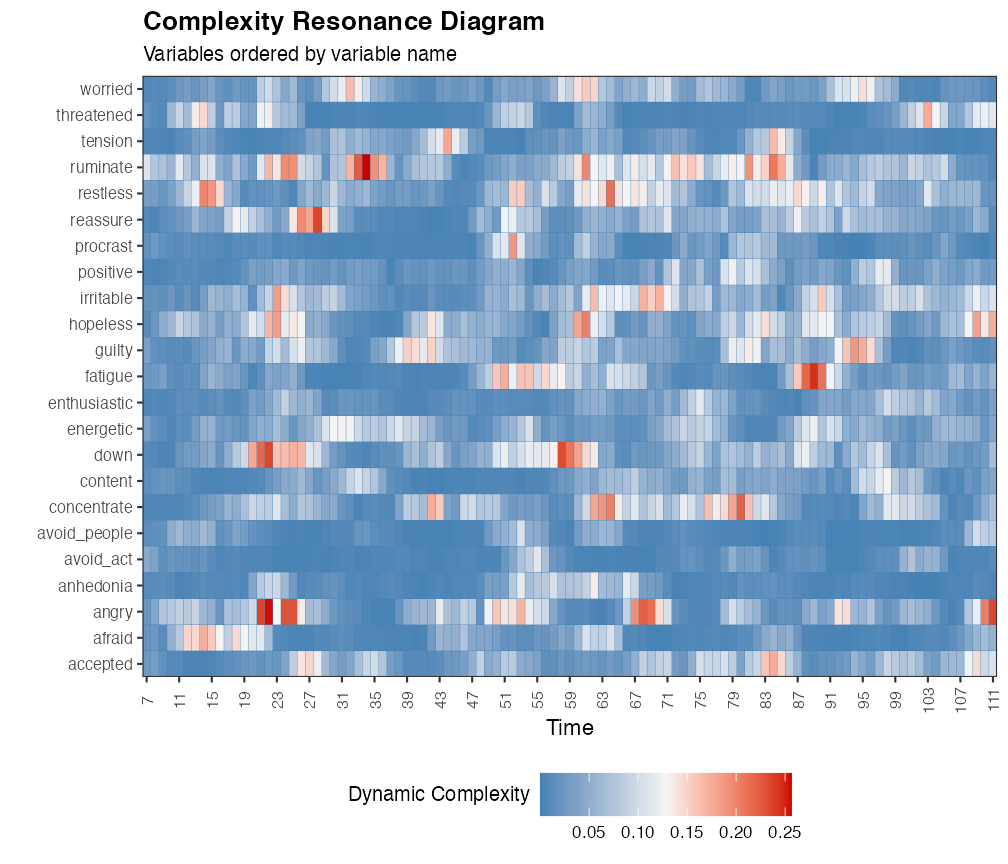 Complexity Resonance Diagram
Variables ordered by variable name
worried
threatened
tension
ruminate
restless
reassure
procrast
positive
irritable
hopeless
guilty
fatigue
enthusiastic
energetic
down
content
concentrate
avoid_people
avoid_act
anhedonia
angry
afraid
accepted
7 11 15 19 23 27 31 35 39 43 47 51 55 59 63 67 71 75 79 83 87 91 95 99 103 107 111
Time
Dynamic Complexity
0.05 0.10 0.15 0.20 0.25